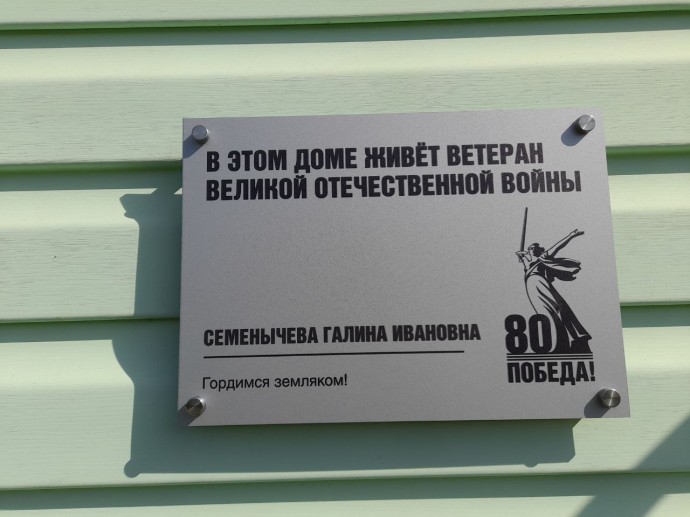 В ЭТОМ ДОМЕ ЖИВЁТ ВЕТЕРАН
ВЕЛИКОЙ ОТЕЧЕСТВЕННОЙ ВОЙНЫ
СЕМЕНЫЧЕВА ГАЛИНА ИВАНОВНА
Гордимся земляком!
80
ПОБЕДА!